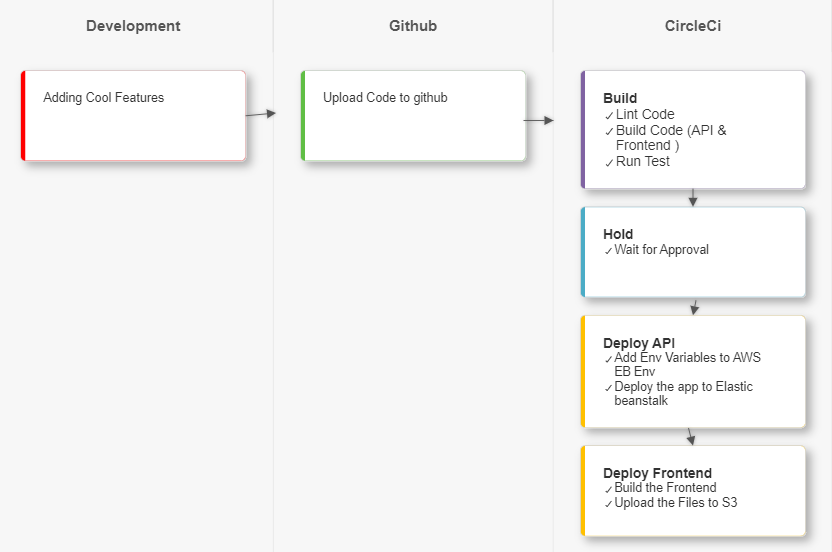 Development
Github
CircleCi
Adding Cool Features
Upload Code to github
Build
✓Lint Code
✓Build Code (API &
Frontend )
✓Run Test
Hold
✓Wait for Approval
Deploy API
✓Add Env Variables to AWS
EB Env
✓Deploy the app to Elastic
beanstalk
Deploy Frontend
✓Build the Frontend
✓Upload the Files to S3